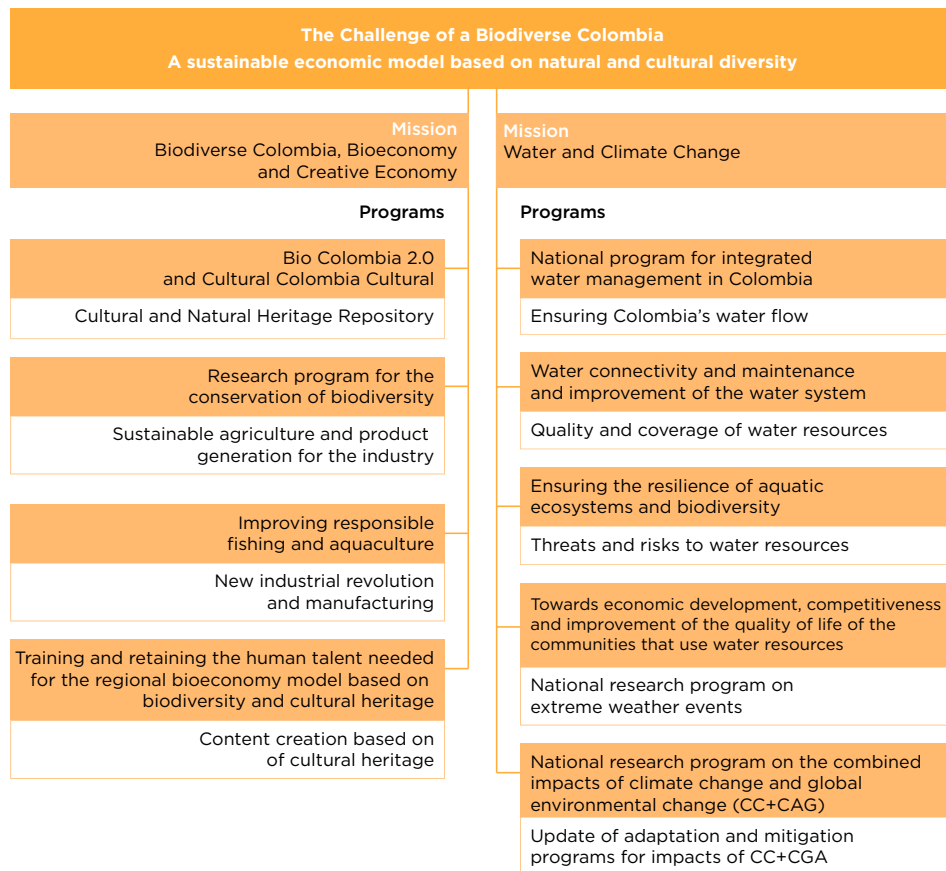 The Challenge of a Biodiverse Colombia
A sustainable economic model based on natural and cultural diversity
Mission
Biodiverse Colombia, Bioeconomy
and Creative Economy
Programs
Bio Colombia 2.0
and Cultural Colombia Cultural
Cultural and Natural Heritage Repository
Research program for the
conservation of biodiversity
Sustainable agriculture and product
generation for the industry
Improving responsible
fishing and aquaculture
New industrial revolution
and manufacturing
Training and retaining the human talent needed
for the regional bioeconomy model based on
biodiversity and cultural heritage
Content creation based on
of cultural heritage
Mission
Water and Climate Change
Programs
National program for integrated
water management in Colombia
Ensuring Colombia's water flow
Water connectivity and maintenance
and improvement of the water system
Quality and coverage of water resources
Ensuring the resilience of aquatic
ecosystems and biodiversity
Threats and risks to water resources
Towards economic development, competitiveness
and improvement of the quality of life of the
communities that use water resources
National research program on
extreme weather events
National research program on the combined
impacts of climate change and global
environmental change (CC+CAG)
Update of adaptation and mitigation
programs for impacts of CC+CGA